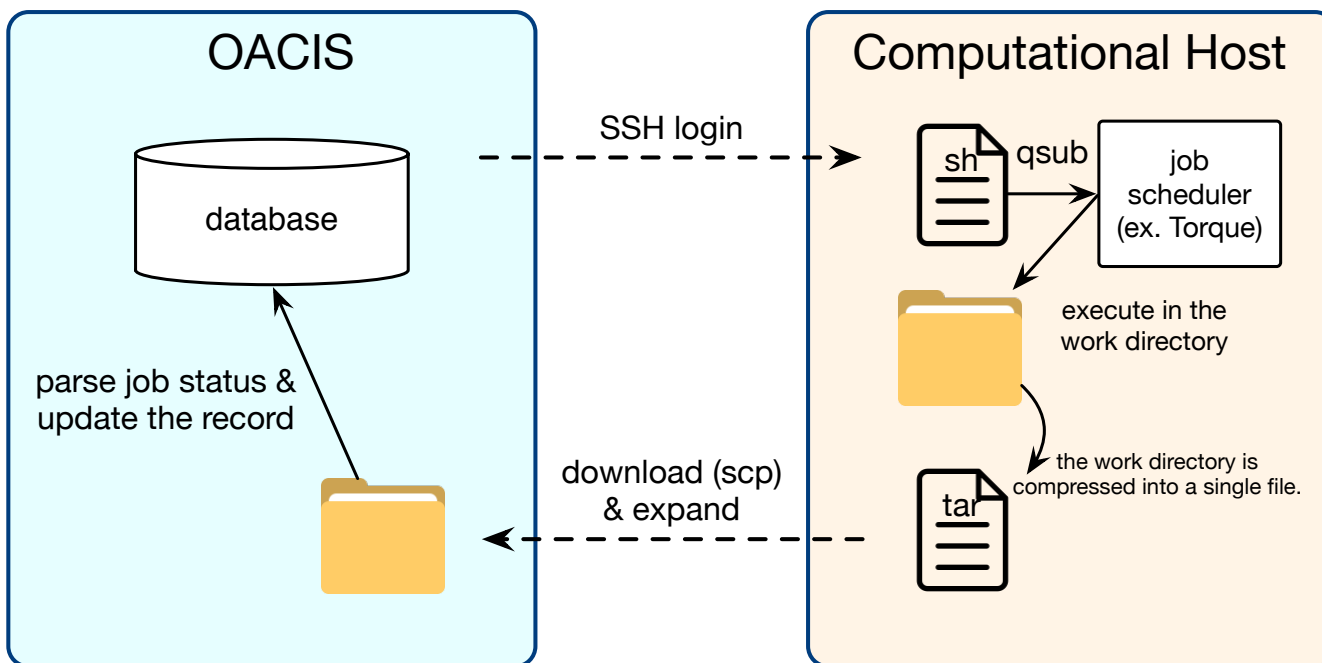 OACIS
database
parse job status &
update the record
SSH login
download (scp)
& expand
Computational Host
sh
qsub
job
scheduler
(ex. Torque)
execute in the
work directory
the work directory is
compressed into a single file.
tar